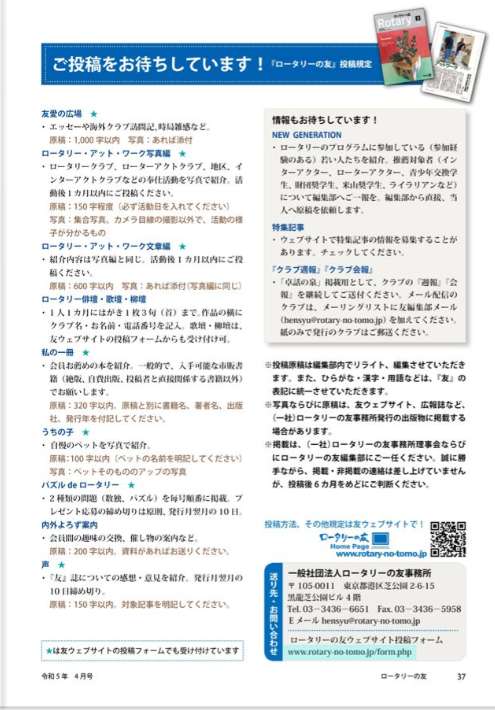 ご投稿をお待ちしています！『ロータリーの友』投稿規定
Rotary
友愛の広場 ★
・ エッセーや海外クラブ訪問記、時局雑感など。
原稿：1,000字以内 写真：あれば添付
ロータリー・アット・ワーク写真編 ★
・ ロータリークラブ、ローターアクトクラブ、地区、イ
ンターアクトクラブなどの奉仕活動を写真で紹介。活
動後1カ月以内にご投稿ください。
原稿：150字程度（必ず活動日を入れてください）
写真：集合写真、カメラ目線の撮影以外で、活動の様
子が分かるもの
ロータリー・アット・ワーク文章編 ★
・ 紹介内容は写真編と同じ。活動後1カ月以内にご投
稿ください。
原稿：600字以内 写真：あれば添付（写真編に同じ）
ロータリー俳壇・歌壇・柳壇
・ 1人1カ月にはがき1枚3句（首）まで。作品の横に
クラブ名・お名前・電話番号を記入。歌壇・柳壇は、
友ウェブサイトの投稿フォームからも受け付け可。
私の一冊 ★
・ 会員お薦めの本を紹介。一般的で、入手可能な市販書
籍（絶版、自費出版、投稿者と直接関係する書籍以外）
でお願いします。
原稿：320字以内。原稿と別に書籍名、著者名、出版
社、発行年を付記してください。
うちの子 ★
・ 自慢のペットを写真で紹介。
原稿：100字以内（ペットの名前を明記してください）
写真：ペットそのもののアップの写真
パズル de ロータリー ★
・ 2種類の問題（数独、パズル）を毎号順番に掲載。プ
レゼント応募の締め切りは原則、発行月翌月の10日。
内外よろず案内
・ 会員間の趣味の交換、催し物の案内など。
原稿：200字以内。資料があればお送りください。
声 ★
・ 『友』誌についての感想・意見を紹介。発行月翌月の
10日締め切り。
原稿：150字以内。対象記事を明記してください。
★は友ウェブサイトの投稿フォームでも受け付けています
情報もお待ちしています！
NEW GENERATION
・ ロータリーのプログラムに参加している（参加経
験のある）若い人たちを紹介。推薦対象者（イン
ターアクター、ローターアクター、青少年交換学
生、財団奨学生、米山奨学生、ライラリアンなど）
について編集部へご一報を。編集部から直接、当
人へ原稿を依頼します。
特集記事
・ ウェブサイトで特集記事の情報を募集することが
あります。チェックしてください。
『クラブ週報』『クラブ会報』
・ 「卓話の泉」掲載用として、クラブの『週報』『会
報』を継続してご送付ください。メール配信の
クラブは、メーリングリストに友編集部メール
（hensyu@rotary-no-tomo.jp）を加えてください。
紙のみで発行のクラブはご郵送ください。
※投稿原稿は編集部内でリライト、編集させていただき
ます。また、ひらがな・漢字・用語などは、『友』の
表記に統一させていただきます。
※写真ならびに原稿は、友ウェブサイト、広報誌など、
（一社）ロータリーの友事務所発行の出版物に掲載する
場合があります。
※掲載は、（一社）ロータリーの友事務所理事会ならび
にロータリーの友編集部にご一任ください。誠に勝
手ながら、掲載・非掲載の連絡は差し上げていません
が、投稿後6カ月をめどにご判断ください。
投稿方法、その他規定は友ウェブサイトで！
ロータリーの友
Home Page
www.rotary-no-tomo.jp
送り先・お問い合わせ
一般社団法人ロータリーの友事務所
〒105-0011 東京都港区芝公園2-6-15
黒龍芝公園ビル4階
Tel. 03－3436－6651 Fax. 03－3436－5958
Eメール hensyu@rotary-no-tomo.jp
ロータリーの友ウェブサイト投稿フォーム
www.rotary-no-tomo.jp/form.php
令和5年 4月号
ロータリーの友 37